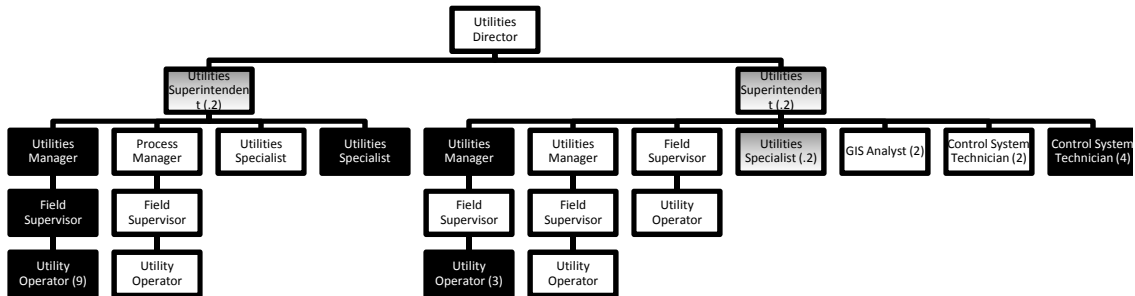 Utilities
Director
Utilities
Superintenden
t (.2)
Utilities
Superintenden
t (.2)
Utilities
Manager
Process
Manager
Utilities
Specialist
Utilities
Specialist
Utilities
Manager
Utilities
Manager
Field
Supervisor
Utilities
Specialist (.2)
GIS Analyst (2)
Control System
Technician (2)
Control System
Technician (4)
Field
Supervisor
Field
Supervisor
Field
Supervisor
Field
Supervisor
Utility
Operator
Utility
Operator (9)
Utility
Operator
Utility
Operator (3)
Utility
Operator